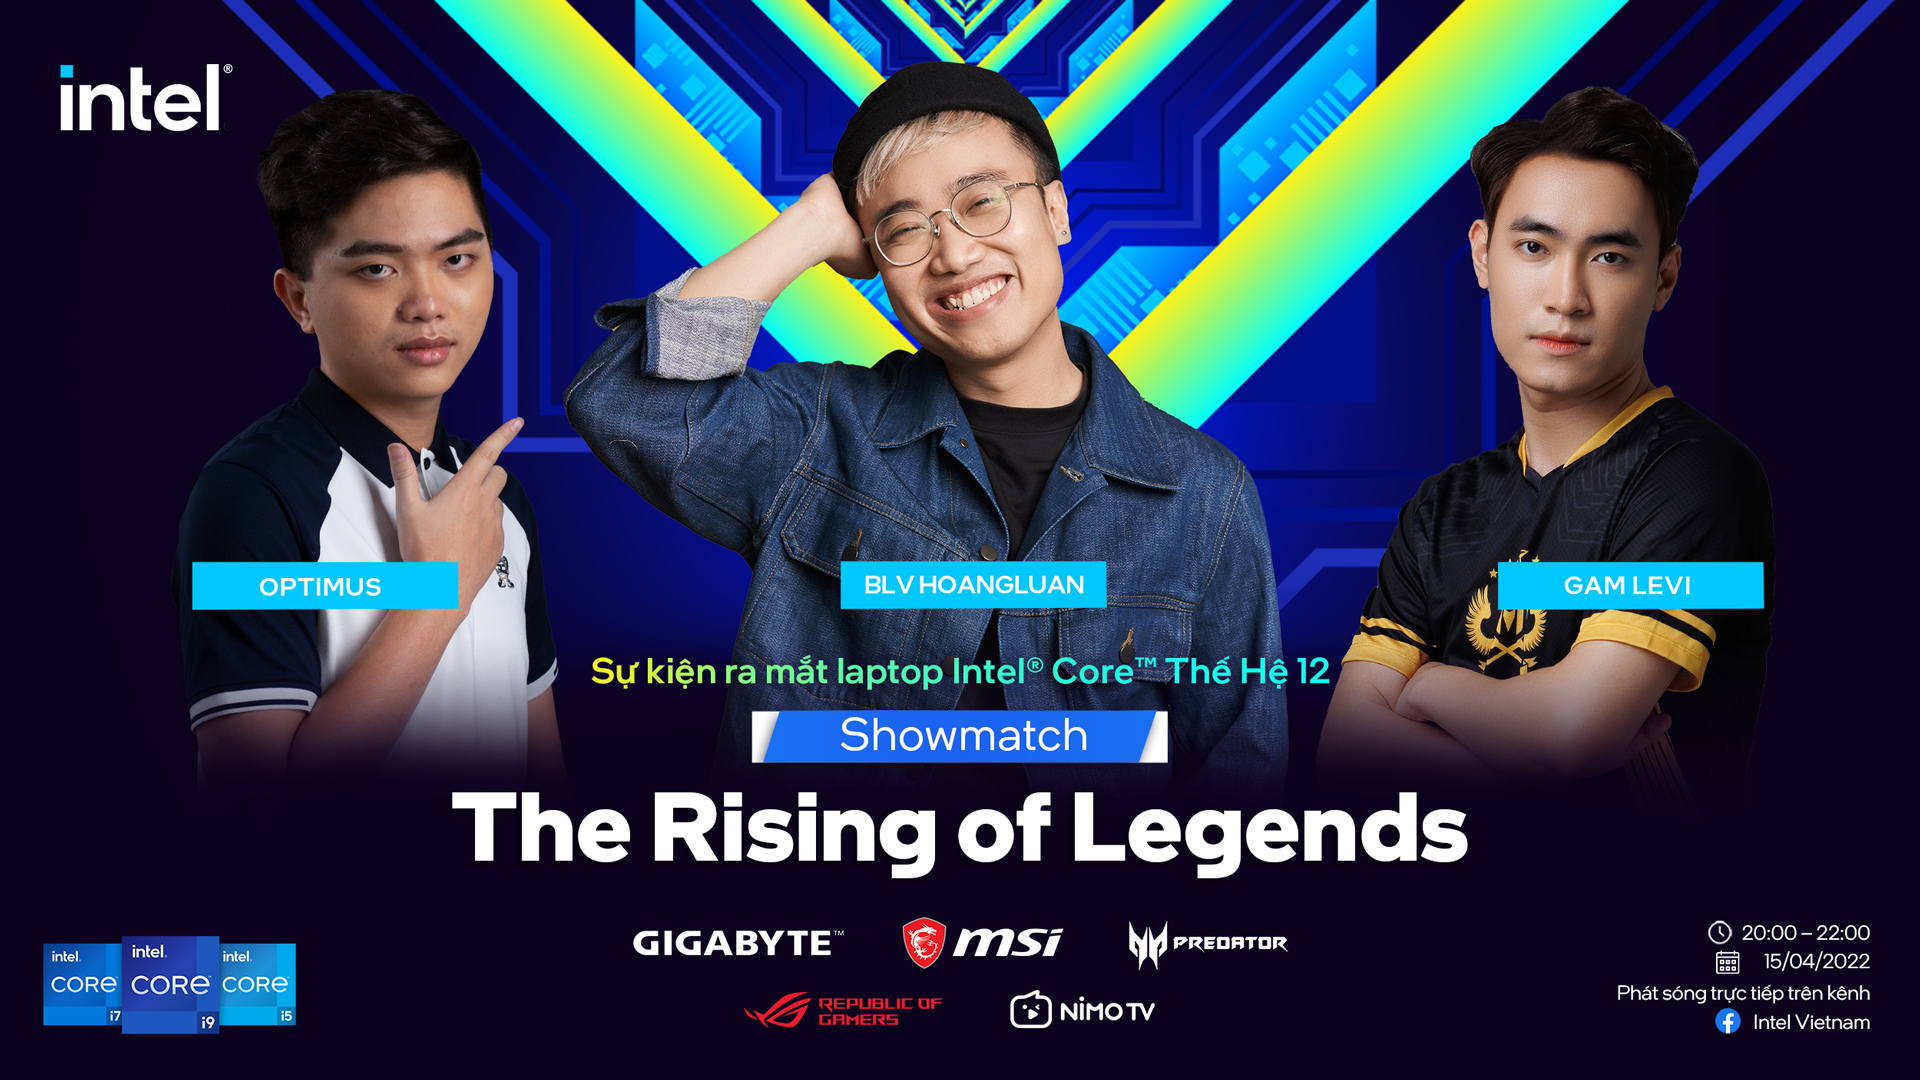 intel®
OPTIMUS
BLV HOANGLUAN
GAM LEVI
Sự kiện ra mắt laptop Intel® Core™ Thế Hệ 12
Showmatch
The Rising of Legends
GIGABYTE™
msi
PREDATOR
REPUBLIC OF
GAMERS
NIMO TV
intel.
CORE
i7
intel.
CORE
i9
intel.
CORE
i5
20:00 – 22:00
15/04/2022
Phát sóng trực tiếp trên kênh
Intel Vietnam